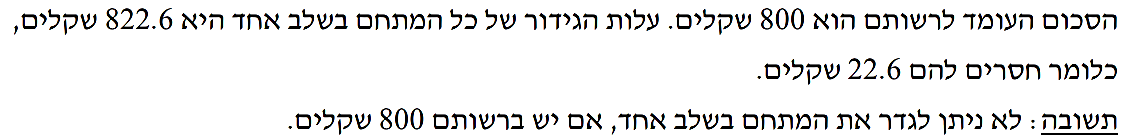 הסכום העומד לרשותם הוא 800 שקלים. עלות הגידור של כל המתחם בשלב אחד היא 822.6 שקלים,
כלומר חסרים להם 22.6 שקלים.
תשובה: לא ניתן לגדר את המתחם בשלב אחד, אם יש ברשותם 800 שקלים.